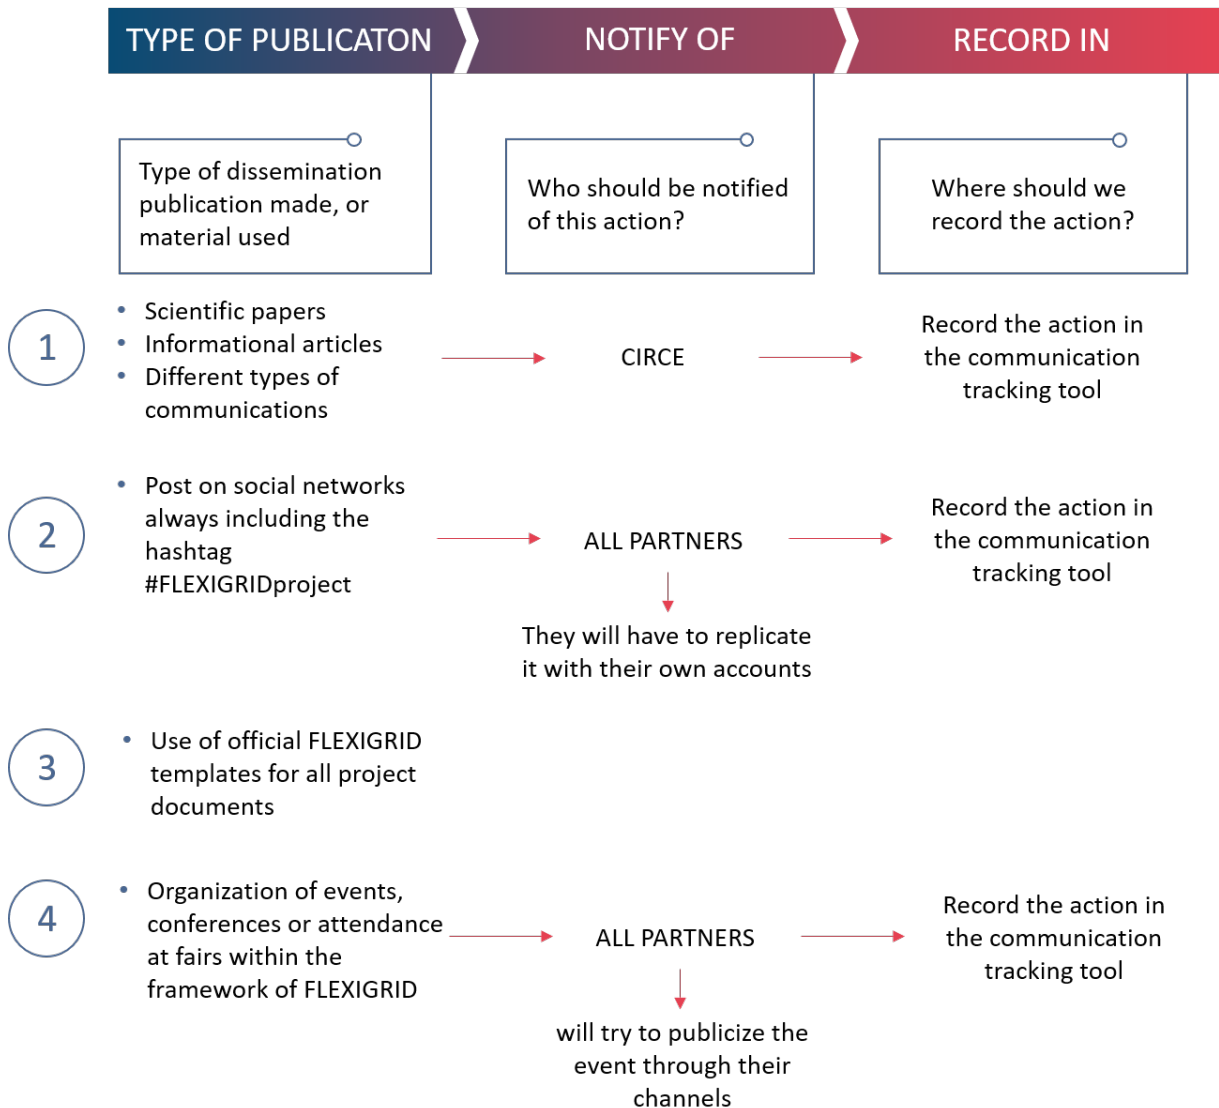 TYPE OF PUBLICATON
NOTIFY OF
RECORD IN
Type of dissemination
publication made, or
material used
Who should be notified
of this action?
Where should we
record the action?
1
• Scientific papers
• Informational articles
• Different types of
communications
CIRCE
Record the action in
the communication
tracking tool
2
• Post on social networks
always including the
hashtag
#FLEXIGRIDproject
ALL PARTNERS
They will have to replicate
it with their own accounts
Record the action in
the communication
tracking tool
3
• Use of official FLEXIGRID
templates for all project
documents
4
• Organization of events,
conferences or attendance
at fairs within the
framework of FLEXIGRID
ALL PARTNERS
will try to publicize the
event through their
channels
Record the action in
the communication
tracking tool